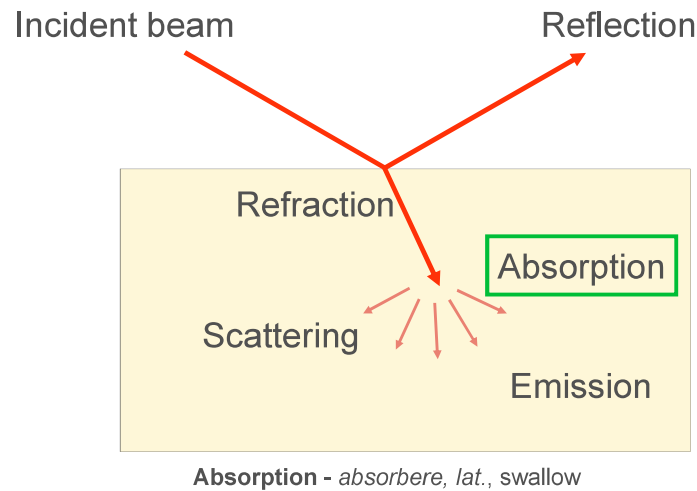 Incident beam
Reflection
Refraction
Absorption
Scattering
Emission
Absorption - absorbere, lat., swallow